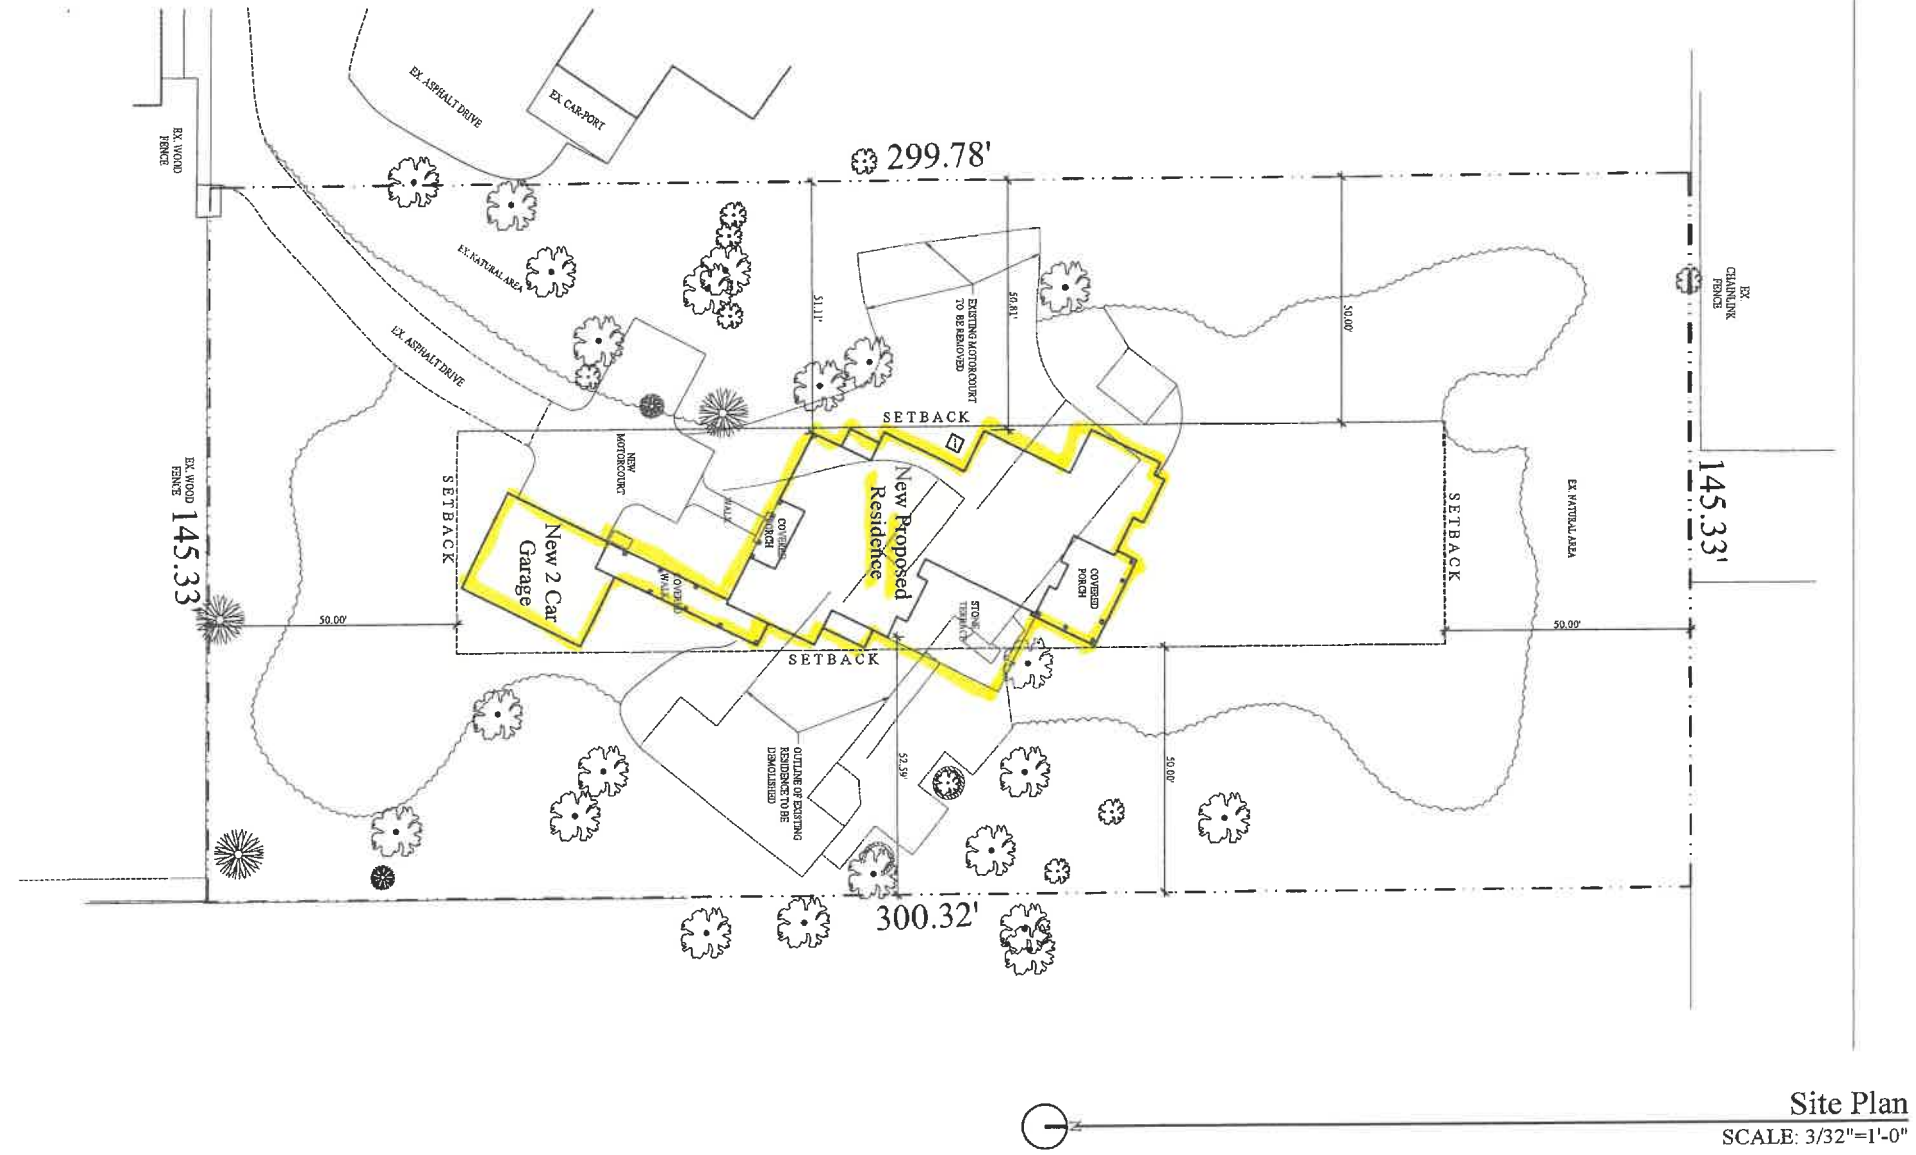 EX. ASPHALT DRIVE
EX. CAR-PORT
EX. WOOD
FENCE
299.78'
EX. NATURAL AREA
51.11'
50.81'
50.00'
EXISTING MOTORCOURT
TO BE REMOVED
EX.
CHAINLINK
FENCE
EX. ASPHALT DRIVE
SETBACK
NEW
MOTORCOURT
EX. WOOD
FENCE
145.33'
SETBACK
WALK
COVERED
PORCH
New Proposed
Residence
New 2 Car
Garage
COVERED
WALK
STONE
TERRACE
COVERED
PORCH
SETBACK
EX. NATURAL AREA
145.33'
50.00'
50.00'
SETBACK
OUTLINE OF EXISTING
RESIDENCE TO BE
DEMOLISHED
52.59'
50.00'
300.32'
N
Site Plan
SCALE: 3/32"=1'-0"